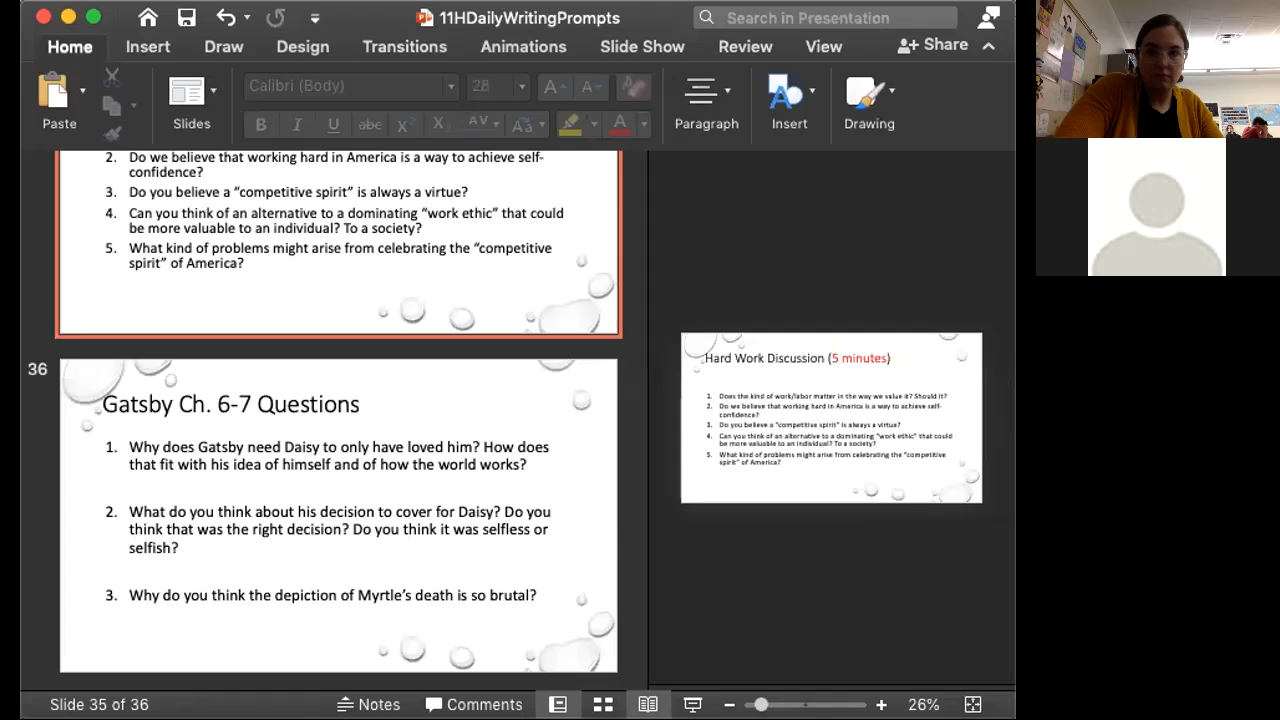 11HDailyWritingPrompts
Search in Presentation
Home Insert Draw Design Transitions Animations Slide Show Review View Share
Calibri (Body) 28
Paste Slides Paragraph Insert Drawing
2. Do we believe that working hard in America is a way to achieve self-
confidence?
3. Do you believe a “competitive spirit” is always a virtue?
4. Can you think of an alternative to a dominating “work ethic” that could
be more valuable to an individual? To a society?
5. What kind of problems might arise from celebrating the “competitive
spirit” of America?
36
Gatsby Ch. 6-7 Questions
1. Why does Gatsby need Daisy to only have loved him? How does
that fit with his idea of himself and of how the world works?
2. What do you think about his decision to cover for Daisy? Do you
think that was the right decision? Do you think it was selfless or
selfish?
3. Why do you think the depiction of Myrtle’s death is so brutal?
Hard Work Discussion (5 minutes)
1. Does the kind of work/labor matter in the way we value it? Should it?
2. Do we believe that working hard in America is a way to achieve self-
confidence?
3. Do you believe a “competitive spirit” is always a virtue?
4. Can you think of an alternative to a dominating “work ethic” that could
be more valuable to an individual? To a society?
5. What kind of problems might arise from celebrating the “competitive
spirit” of America?
Slide 35 of 36 Notes Comments 26%